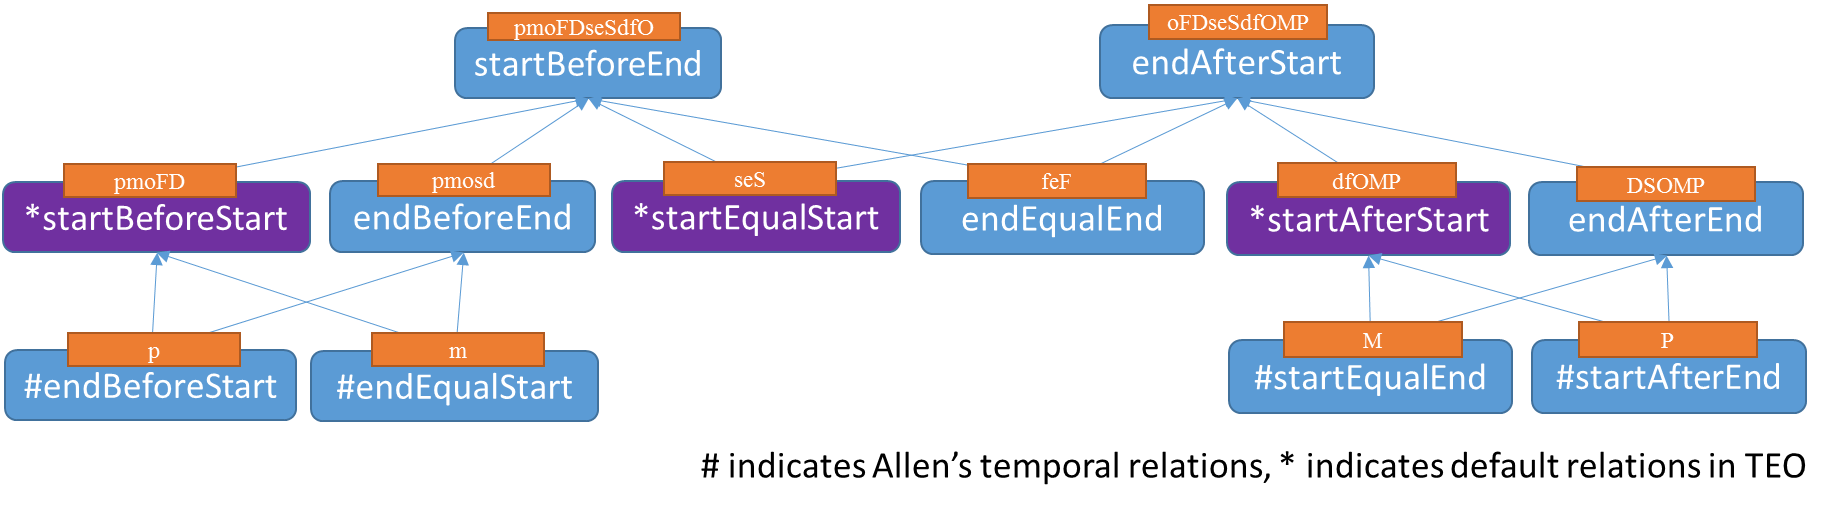 pmoFDseSdfO
startBeforeEnd
oFDseSdfOMP
endAfterStart
pmoFD
*startBeforeStart
pmosd
endBeforeEnd
seS
*startEqualStart
feF
endEqualEnd
dfOMP
*startAfterStart
DSOMP
endAfterEnd
p
#endBeforeStart
m
#endEqualStart
M
#startEqualEnd
P
#startAfterEnd
# indicates Allen’s temporal relations, * indicates default relations in TEO